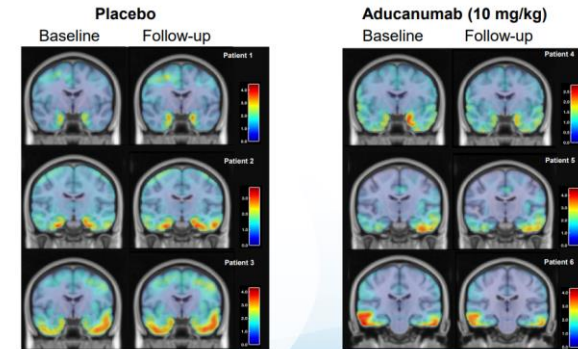 Placebo
Baseline Follow-up
Patient 1
Patient 2
Patient 3
Aducanumab (10 mg/kg)
Baseline Follow-up
Patient 4
Patient 5
Patient 6